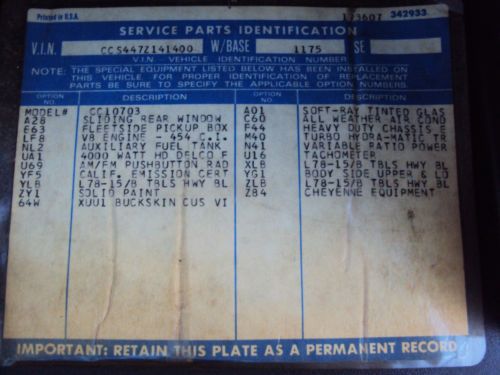 Printed in U.S.A. 173607 342933
SERVICE PARTS IDENTIFICATION
V.I.N. CCS447Z141400 W/BASE 1175 SE
V.I.N. - VEHICLE IDENTIFICATION NUMBER
NOTE: THE SPECIAL EQUIPMENT LISTED BELOW HAS BEEN INSTALLED ON
THIS VEHICLE. FOR PROPER IDENTIFICATION OF REPLACEMENT
PARTS BE SURE TO SPECIFY THE APPLICABLE OPTION NUMBERS.
OPTION NO. DESCRIPTION OPTION NO. DESCRIPTION
MODEL# CC10703 A01 SOFT-RAY TINTED GLAS
A28 SLIDING REAR WINDOW C60 ALL WEATHER AIR COND
E63 FLEETSIDE PICKUP BOX F44 HEAVY DUTY CHASSIS E
LF8 V8 ENGINE - 454 C.I. M40 TURBO HYDRA-MATIC TR
NL2 AUXILIARY FUEL TANK N41 VARIABLE RATIO POWER
UA1 4000 WATT HD DELCO F U16 TACHOMETER
U69 AM/FM PUSHBUTTON RAD XLB L78-15/B TBLS HWY BL
YF5 CALIF. EMISSION CERT YG1 BODY SIDE UPPER & LO
YLB L78-15/B TBLS HWY BL ZLB L78-15/B TBLS HWY BL
ZY1 SOLID PAINT Z84 CHEYENNE EQUIPMENT
64W XUU1 BUCKSKIN CUS VI
IMPORTANT: RETAIN THIS PLATE AS A PERMANENT RECORD